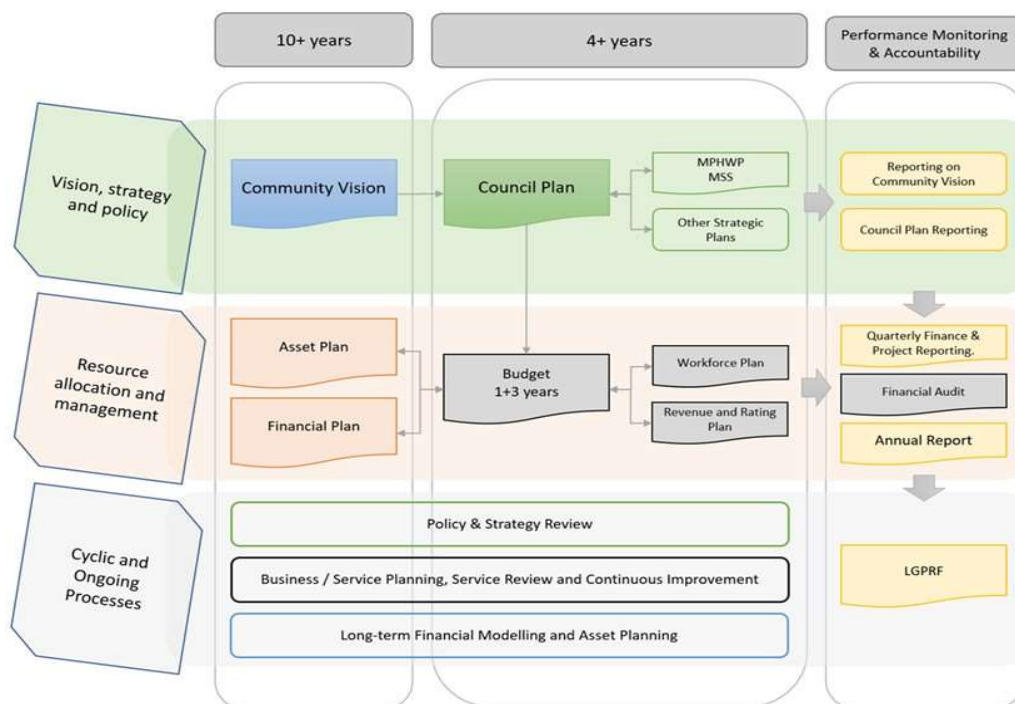 10+ years
4+ years
Performance Monitoring
& Accountability
Vision, strategy
and policy
Community Vision
Council Plan
MPHWP
MSS
Other Strategic
Plans
Reporting on
Community Vision
Council Plan Reporting
Resource
allocation and
management
Asset Plan
Financial Plan
Budget
1+3 years
Workforce Plan
Revenue and Rating
Plan
Quarterly Finance &
Project Reporting.
Financial Audit
Annual Report
Cyclic and
Ongoing
Processes
Policy & Strategy Review
Business / Service Planning, Service Review and Continuous Improvement
Long-term Financial Modelling and Asset Planning
LGPRF